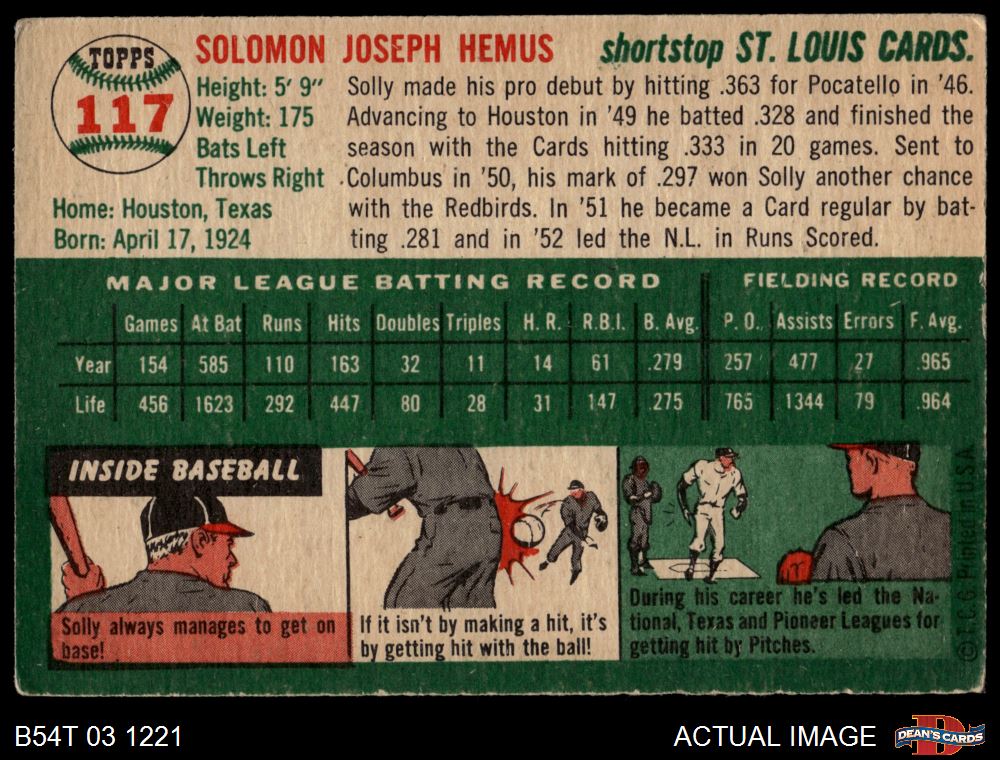 TOPPS
117
SOLOMON JOSEPH HEMUS shortstop ST. LOUIS CARDS.
Height: 5' 9"
Weight: 175
Bats Left
Throws Right
Home: Houston, Texas
Born: April 17, 1924
Solly made his pro debut by hitting .363 for Pocatello in '46.
Advancing to Houston in '49 he batted .328 and finished the
season with the Cards hitting .333 in 20 games. Sent to
Columbus in '50, his mark of .297 won Solly another chance
with the Redbirds. In '51 he became a Card regular by bat-
ting .281 and in '52 led the N.L. in Runs Scored.
MAJOR LEAGUE BATTING RECORD FIELDING RECORD
Games At Bat Runs Hits Doubles Triples H. R. R.B.I. B. Avg. P. O. Assists Errors F. Avg.
Year 154 585 110 163 32 11 14 61 .279 257 477 27 .965
Life 456 1623 292 447 80 28 31 147 .275 765 1344 79 .964
INSIDE BASEBALL
Solly always manages to get on
base!
If it isn't by making a hit, it's
by getting hit with the ball!
During his career he's led the Na-
tional, Texas and Pioneer Leagues for
getting hit by Pitches.
© T.C.G. Printed in U.S.A.
B54T 03 1221
ACTUAL IMAGE
D
DEAN'S CARDS